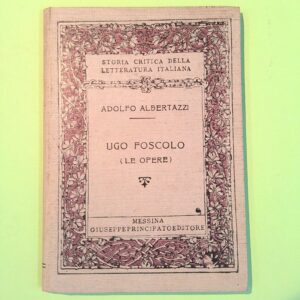 STORIA CRITICA DELLA
LETTERATURA ITALIANA
ADOLFO ALBERTAZZI
UGO FOSCOLO
(LE OPERE)
MESSINA
GIUSEPPE PRINCIPATO EDITORE